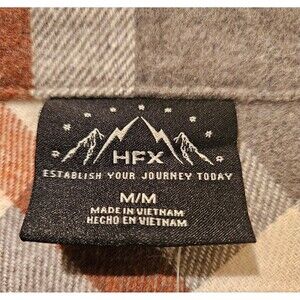 HFX
ESTABLISH YOUR JOURNEY TODAY
M/M
MADE IN VIETNAM
HECHO EN VIETNAM